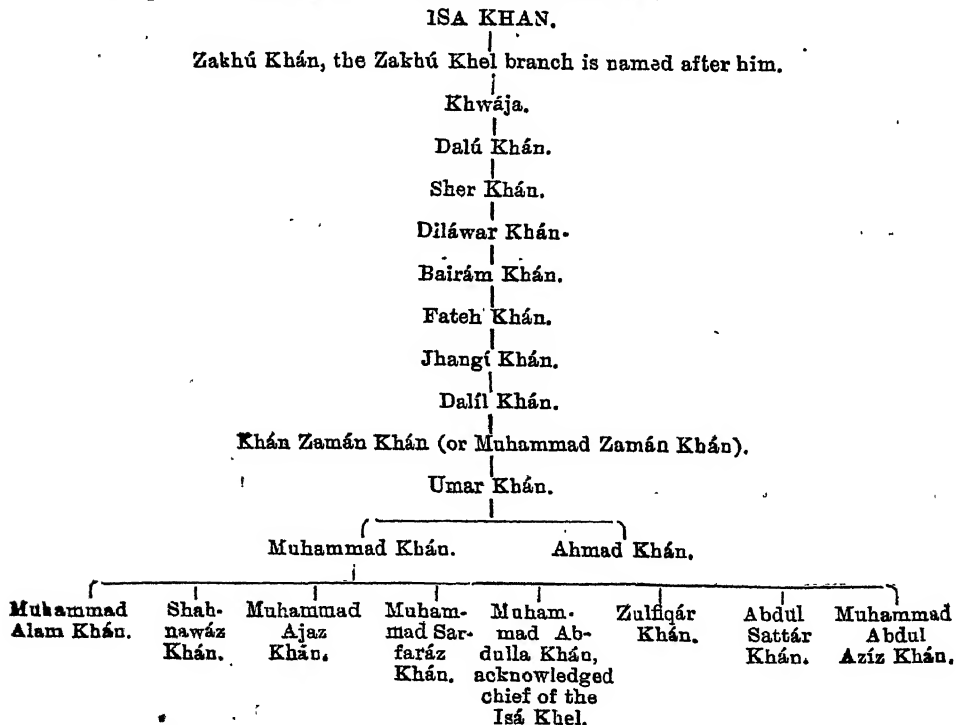 ISA KHAN.
Zakhú Khán, the Zakhú Khel branch is named after him.
Khwája.
Dalú Khán.
Sher Khán.
Diláwar Khán.
Bairám Khán.
Fateh Khán.
Jhangí Khán.
Dalíl Khán.
Khán Zamán Khán (or Muhammad Zamán Khán).
Umar Khán.
Muhammad Khán. Ahmad Khán.
Muhammad
Alam Khán.
Shah-
nawáz
Khán.
Muhammad
Ajaz
Khán.
Muham-
mad Sar-
faráz
Khán.
Muham-
mad Ab-
dulla Khán,
acknowledged
chief of the
Isá Khel.
Zulfiqár
Khán.
Abdul
Sattár
Khán.
Muhammad
Abdul
Azíz Khán.